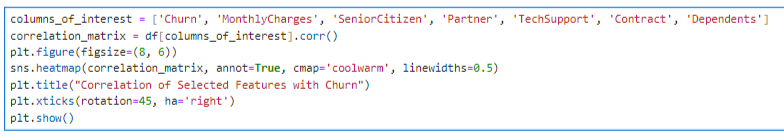 columns_of_interest = ['Churn', 'MonthlyCharges', 'SeniorCitizen', 'Partner', 'TechSupport', 'Contract', 'Dependents']
correlation_matrix = df[columns_of_interest].corr()
plt.figure(figsize=(8, 6))
sns.heatmap(correlation_matrix, annot=True, cmap='coolwarm', linewidths=0.5)
plt.title("Correlation of Selected Features with Churn")
plt.xticks(rotation=45, ha='right')
plt.show()